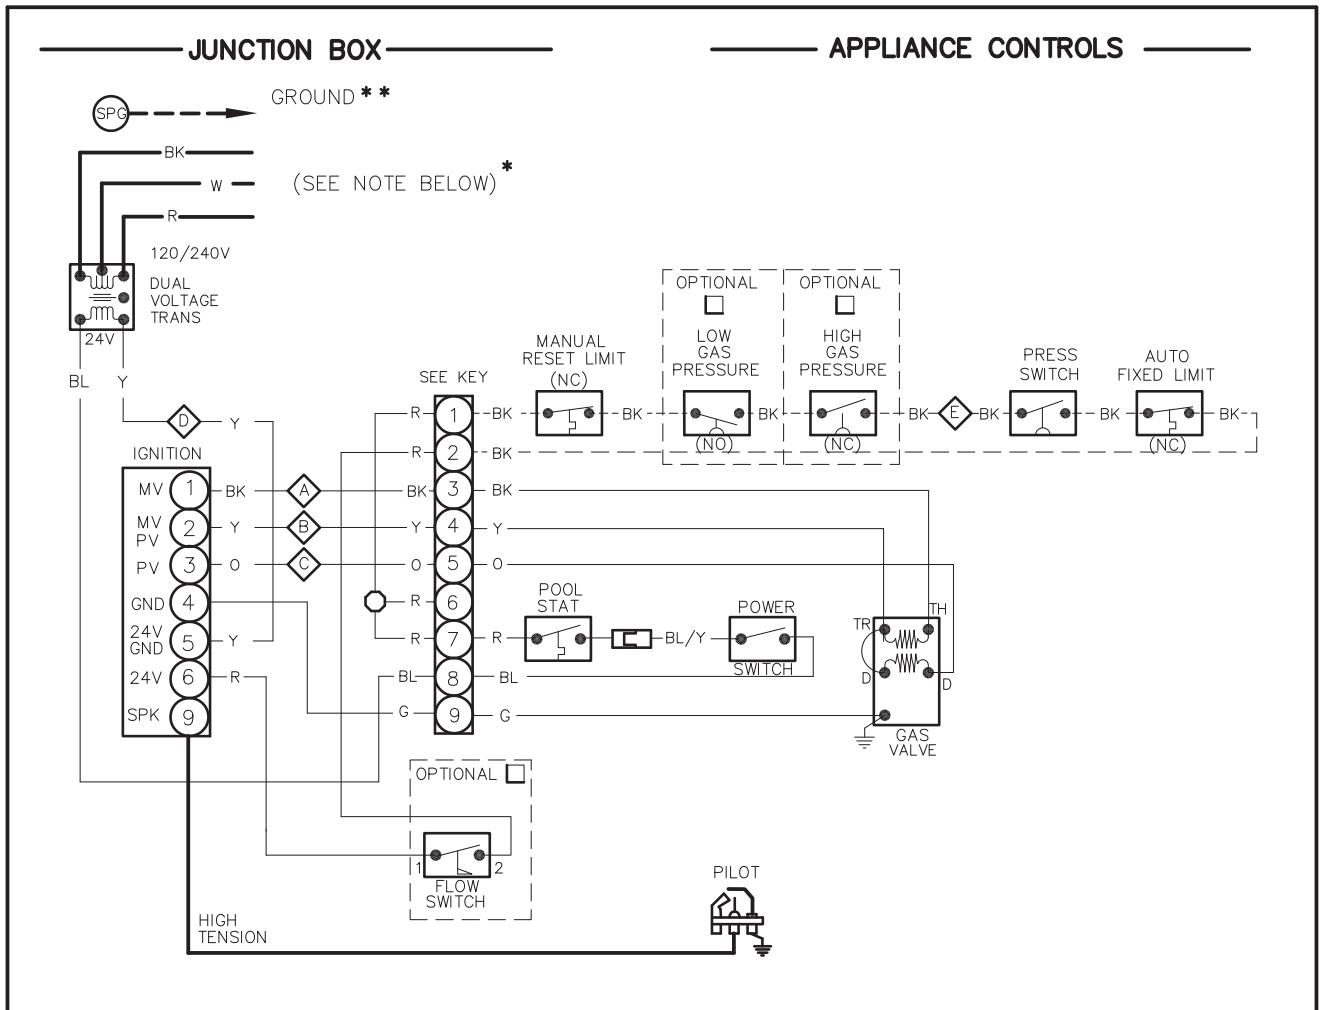 JUNCTION BOX
APPLIANCE CONTROLS
SPG
GROUND**
BK
W
(SEE NOTE BELOW)*
R
120/240V
DUAL
VOLTAGE
TRANS
24V
BL Y
D Y
OPTIONAL
LOW
GAS
PRESSURE
(NO)
OPTIONAL
HIGH
GAS
PRESSURE
(NC)
MANUAL
RESET LIMIT
(NC)
PRESS
SWITCH
AUTO
FIXED LIMIT
(NC)
SEE KEY
R 1 BK BK BK BK E BK BK BK
R 2 BK
IGNITION
MV 1 BK A BK 3 BK
MV
PV 2 Y B Y 4 Y
PV 3 O C O 5 O
GND 4 R 6
24V
GND 5 Y R 7 R
POOL
STAT
BL/Y
POWER
SWITCH
24V 6 R BL 8 BL
SPK 9 G 9 G
TH
TR
D
D
GAS
VALVE
OPTIONAL
1 2
FLOW
SWITCH
HIGH
TENSION
PILOT